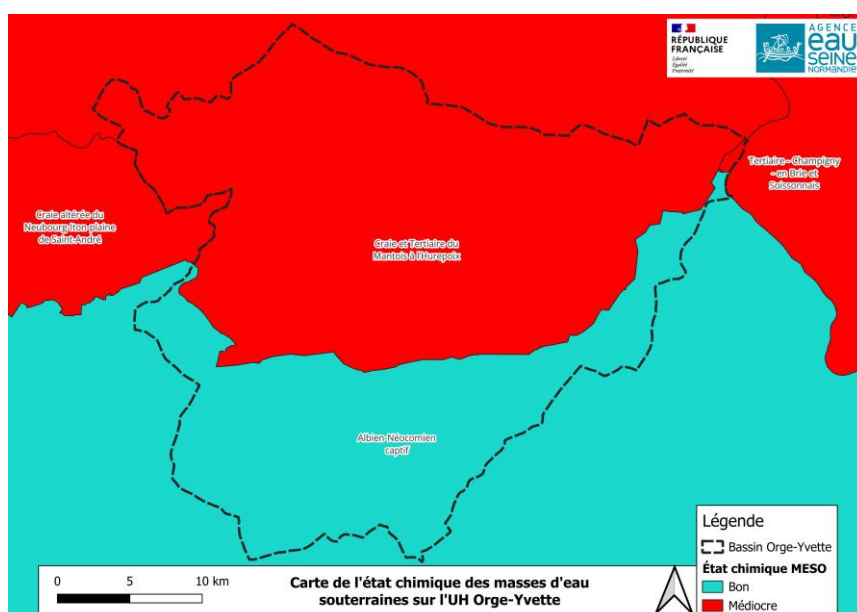 RÉPUBLIQUE
FRANÇAISE
Liberté
Égalité
Fraternité
AGENCE
eau
SEINE
NORMANDIE
Tertiaire - Champigny
- en Brie et
Soissonnais
Craie altérée du
Neubourg-Iton-plaine
de Saint-André
Craie et Tertiaire du
Mantois à l'Hurepoix
Albien-Néocomien
captif
Légende
Bassin Orge-Yvette
État chimique MESO
Bon
Médiocre
0 5 10 km
Carte de l'état chimique des masses d'eau
souterraines sur l'UH Orge-Yvette